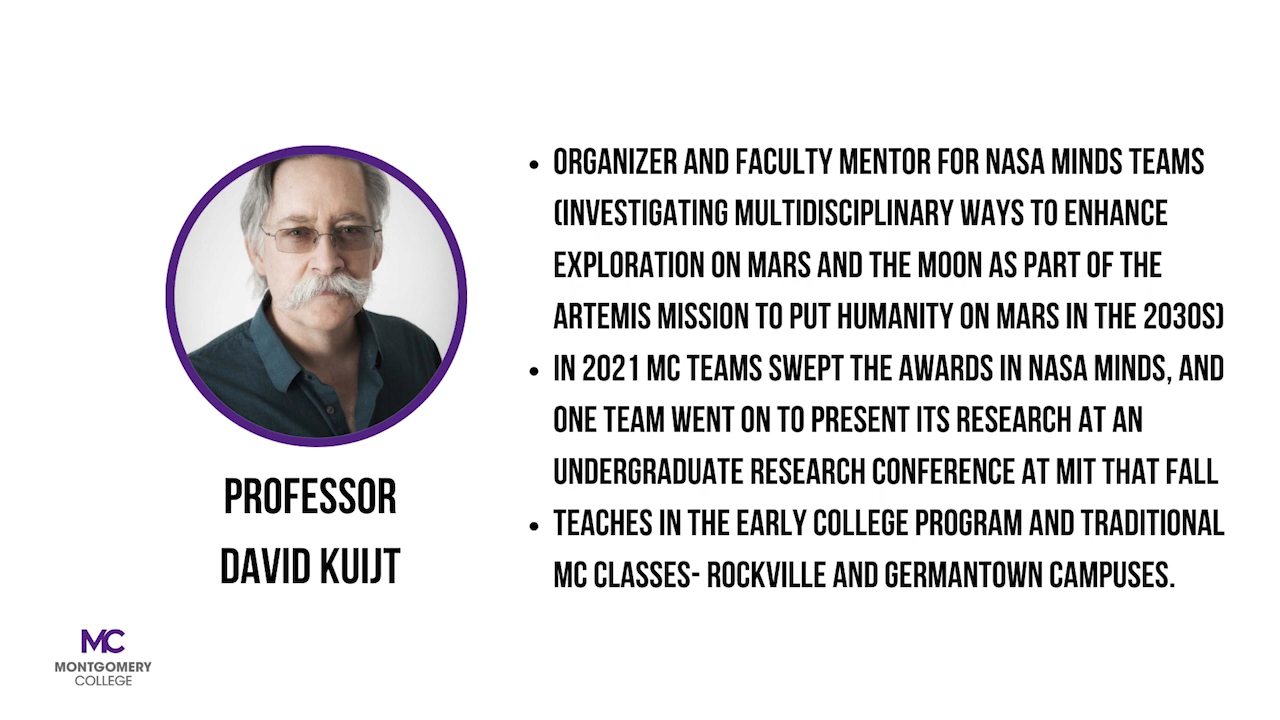 PROFESSOR
DAVID KUIJT
MC
MONTGOMERY
COLLEGE
• ORGANIZER AND FACULTY MENTOR FOR NASA MINDS TEAMS
(INVESTIGATING MULTIDISCIPLINARY WAYS TO ENHANCE
EXPLORATION ON MARS AND THE MOON AS PART OF THE
ARTEMIS MISSION TO PUT HUMANITY ON MARS IN THE 2030S)
• IN 2021 MC TEAMS SWEPT THE AWARDS IN NASA MINDS, AND
ONE TEAM WENT ON TO PRESENT ITS RESEARCH AT AN
UNDERGRADUATE RESEARCH CONFERENCE AT MIT THAT FALL
• TEACHES IN THE EARLY COLLEGE PROGRAM AND TRADITIONAL
MC CLASSES- ROCKVILLE AND GERMANTOWN CAMPUSES.